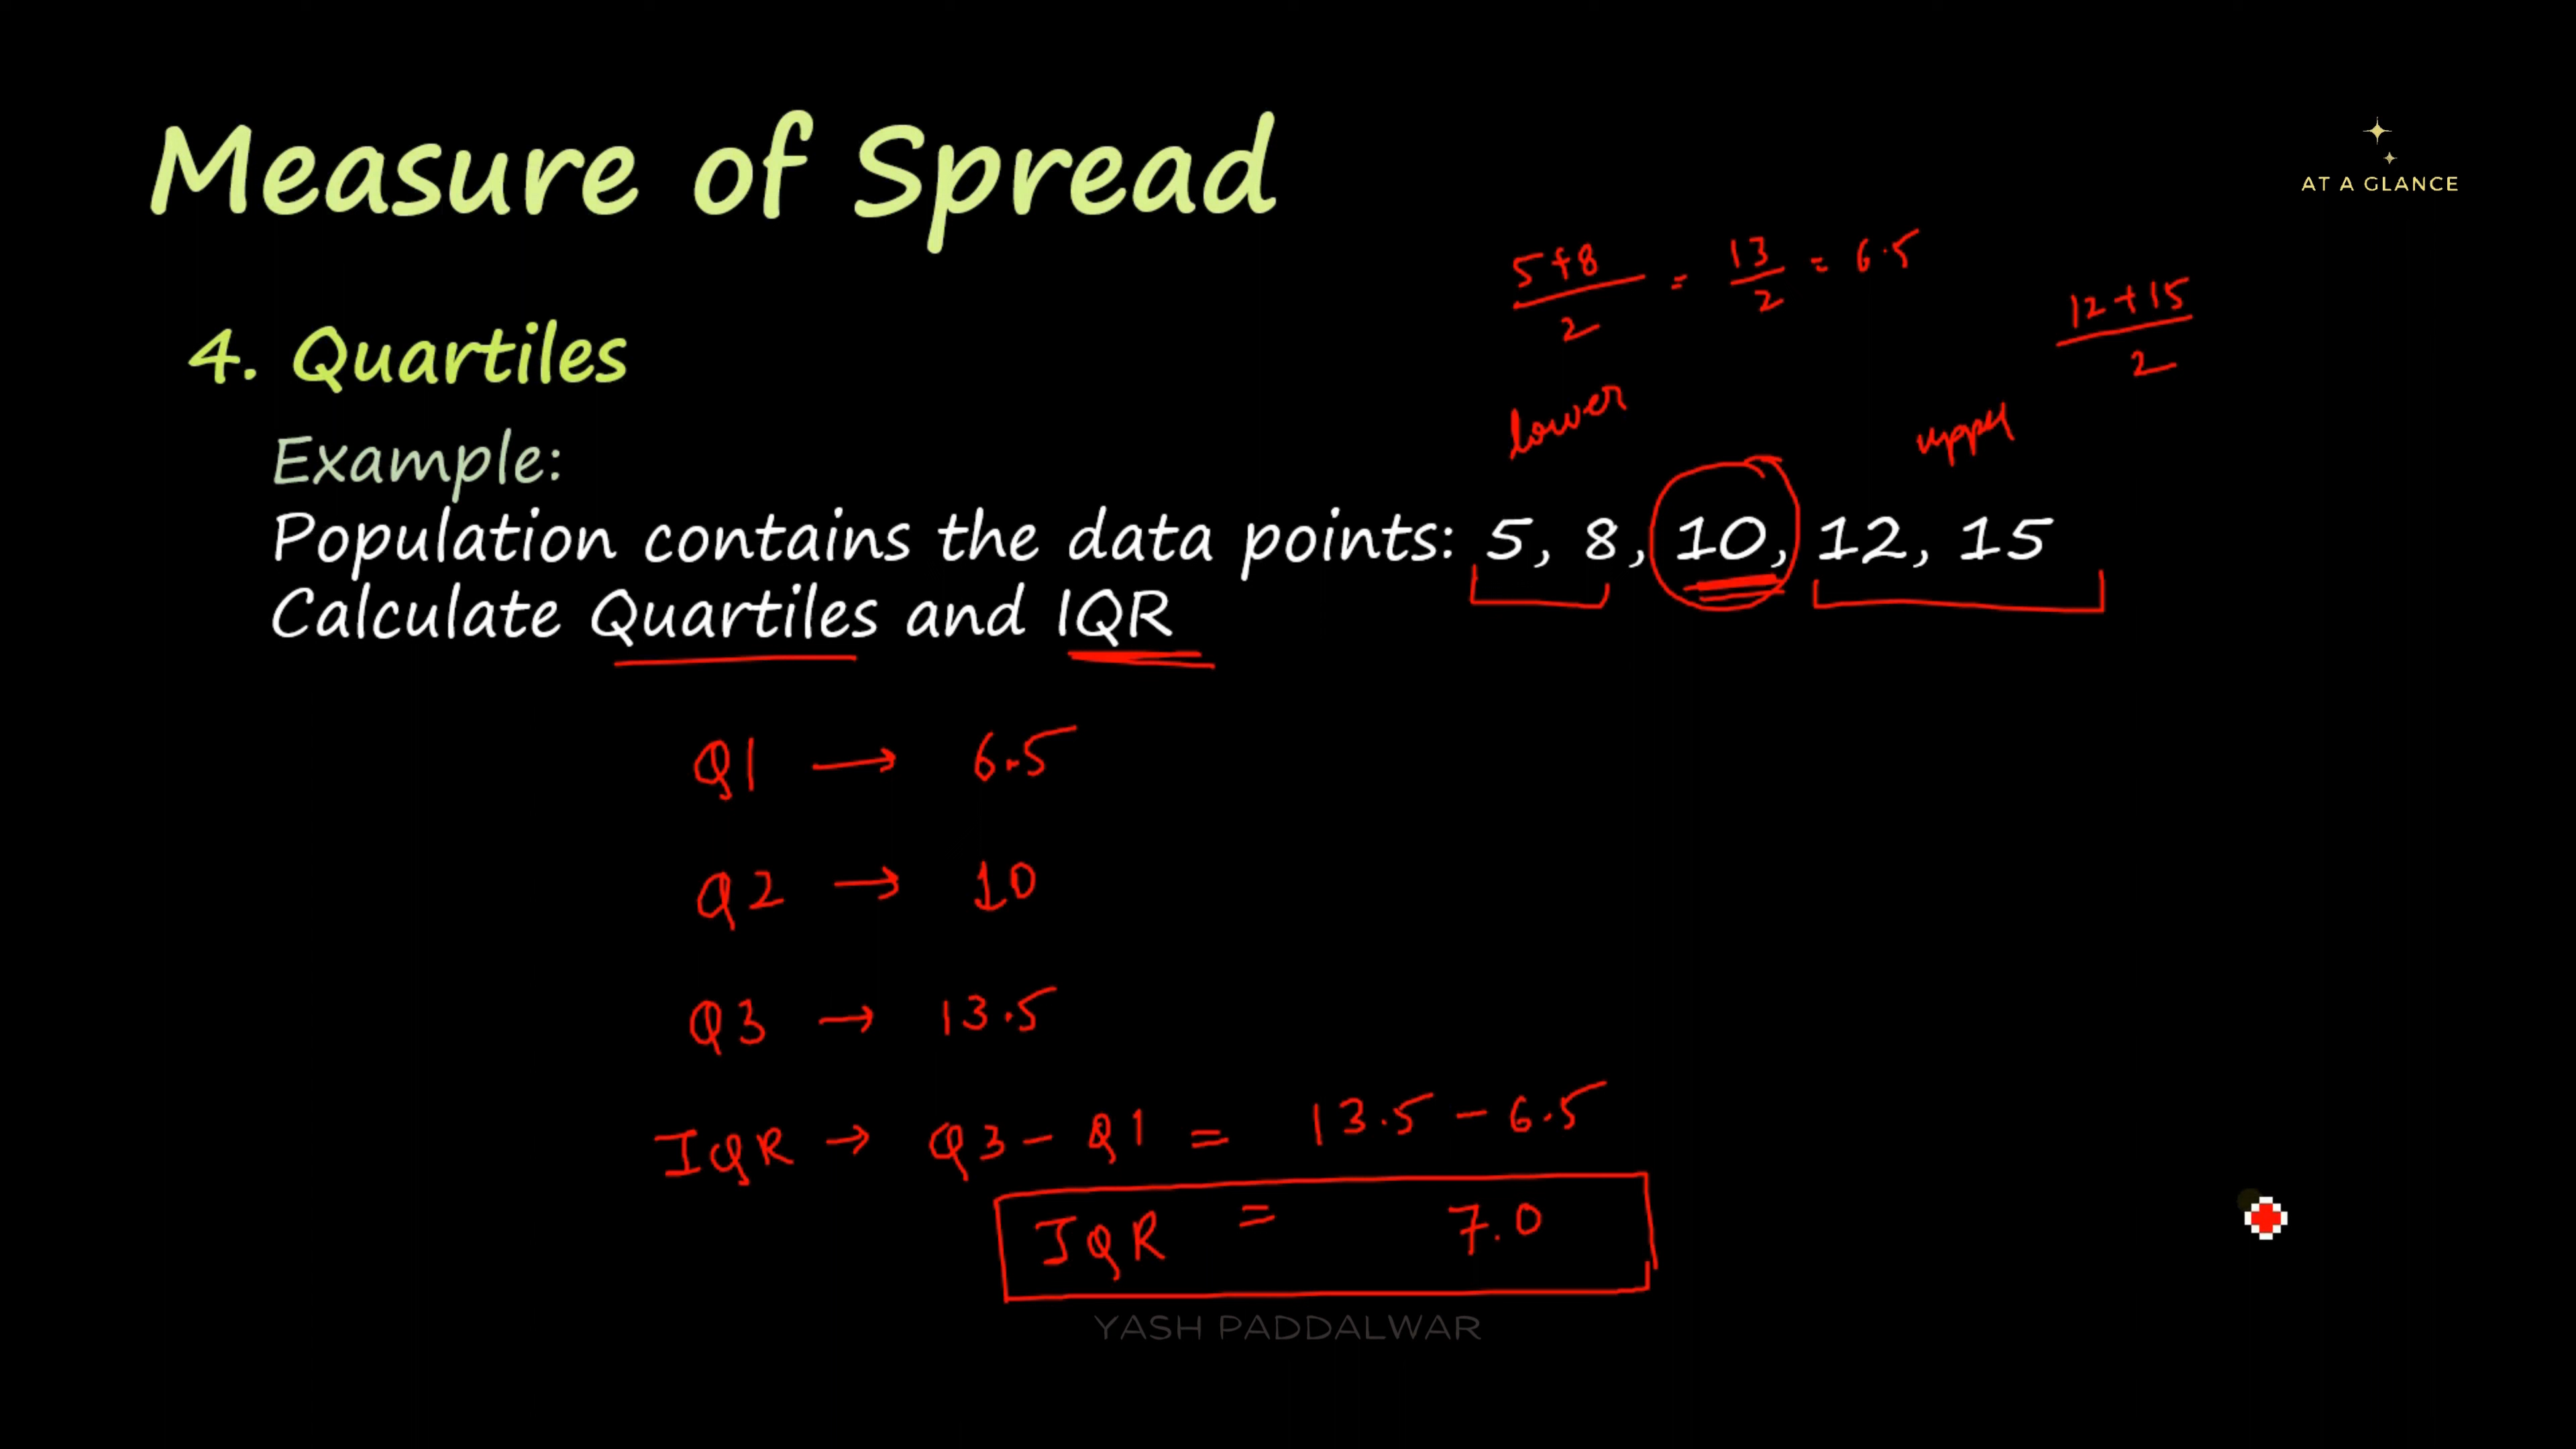 Measure of Spread
AT A GLANCE
5+8/2 = 13/2 = 6.5
12+15/2
4. Quartiles
lower
upper
Example:
Population contains the data points: 5, 8, 10, 12, 15
Calculate Quartiles and IQR
Q1 → 6.5
Q2 → 10
Q3 → 13.5
IQR → Q3 - Q1 = 13.5 - 6.5
IQR = 7.0
YASH PADDALWAR